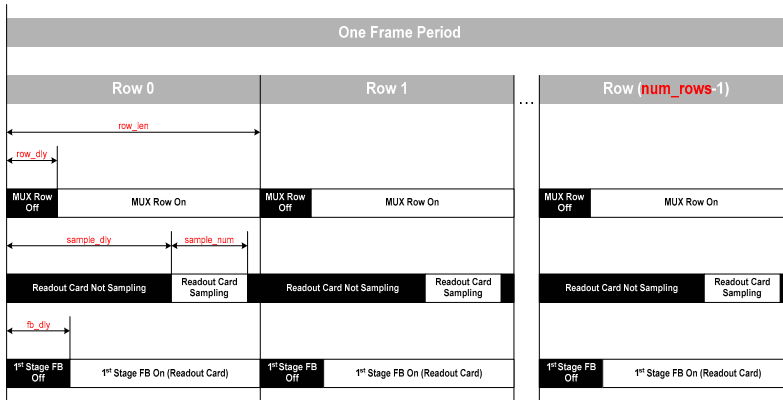 One Frame Period
Row 0 Row 1 ... Row (num_rows-1)
row_len
row_dly
MUX Row Off MUX Row On MUX Row Off MUX Row On MUX Row Off MUX Row On
sample_dly sample_num
Readout Card Not Sampling Readout Card Sampling Readout Card Not Sampling Readout Card Sampling Readout Card Not Sampling Readout Card Sampling
fb_dly
1st Stage FB Off 1st Stage FB On (Readout Card) 1st Stage FB Off 1st Stage FB On (Readout Card) 1st Stage FB Off 1st Stage FB On (Readout Card)